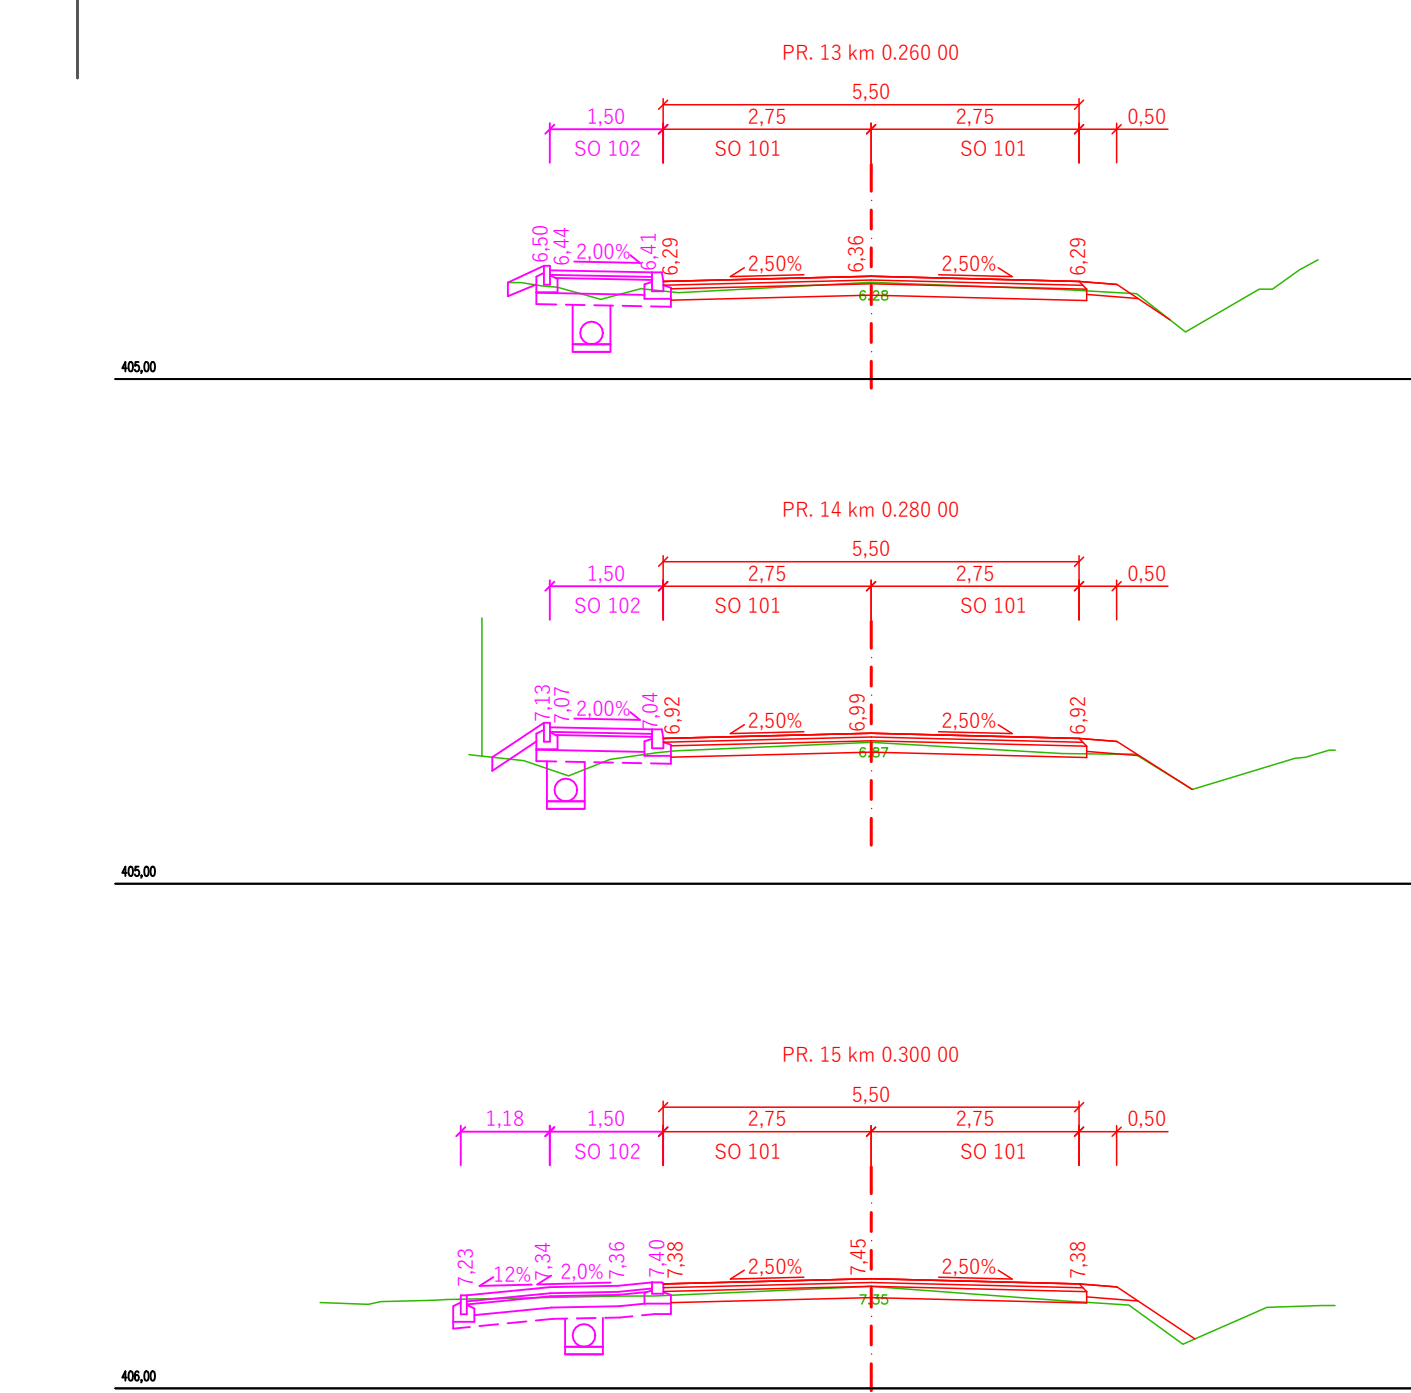 PR. 13 km 0.260 00
5,50
1,50 2,75 2,75 0,50
SO 102 SO 101 SO 101
6,50 6,44 2,00% 6,41 6,29 2,50% 6,36 2,50% 6,29
6.28
405,00
PR. 14 km 0.280 00
5,50
1,50 2,75 2,75 0,50
SO 102 SO 101 SO 101
7,13 7,07 2,00% 7,04 6,92 2,50% 6,99 2,50% 6,92
6.87
405,00
PR. 15 km 0.300 00
5,50
1,18 1,50 2,75 2,75 0,50
SO 102 SO 101 SO 101
7,23 12% 7,34 2,0% 7,36 7,40 7,38 2,50% 7,45 2,50% 7,38
7.35
406,00